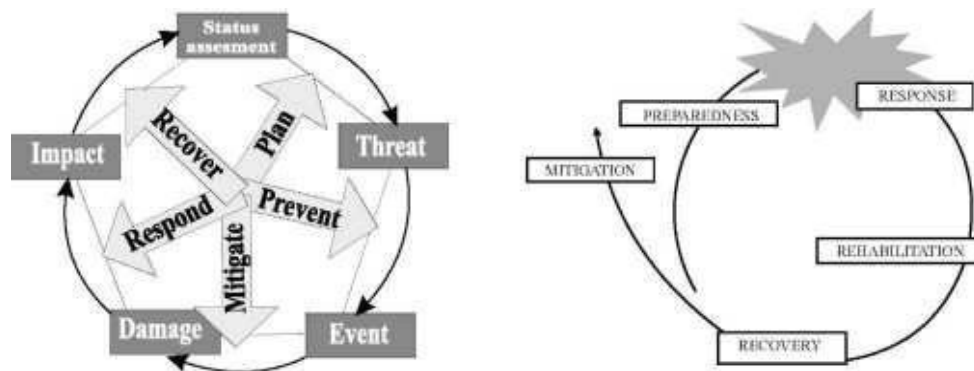 Status
assesment
Plan
Recover
Impact
Threat
Prevent
Respond
Mitigate
Damage
Event
RESPONSE
PREPAREDNESS
MITIGATION
REHABILITATION
RECOVERY